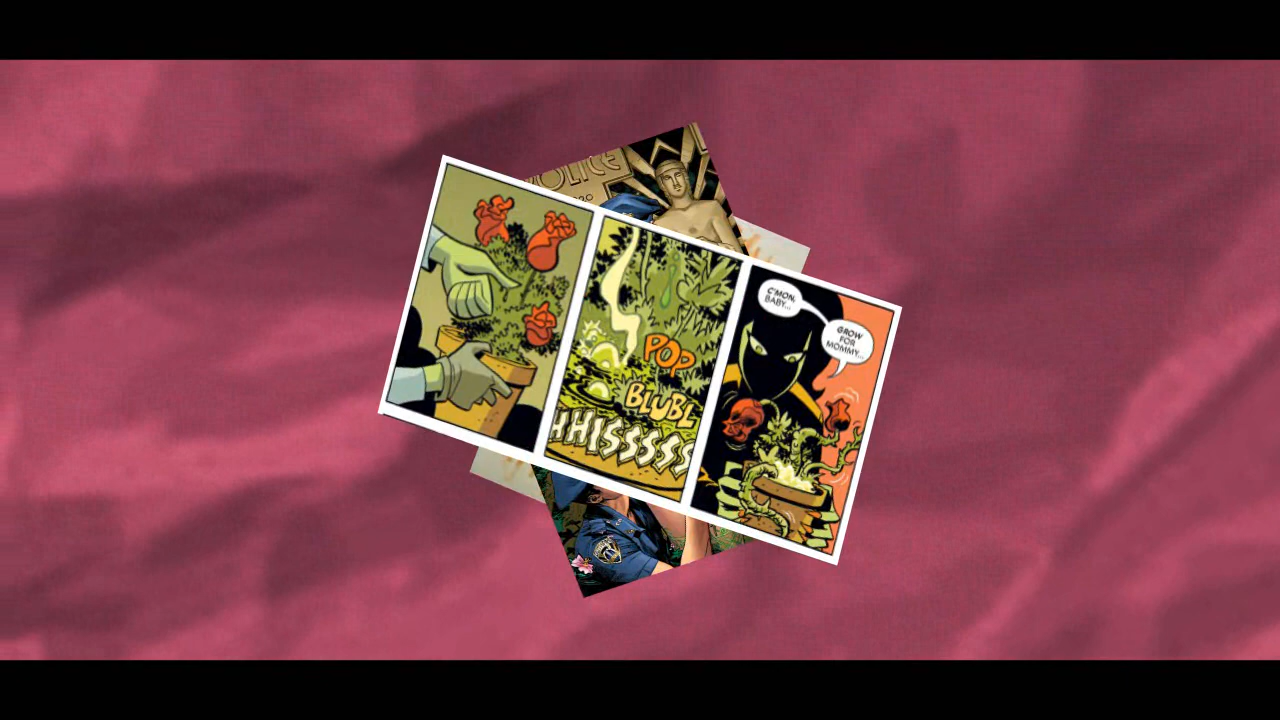 POLICE
C'MON,
BABY...
GROW
FOR
MOMMY...
POP
BLUBL
HHISSSSS